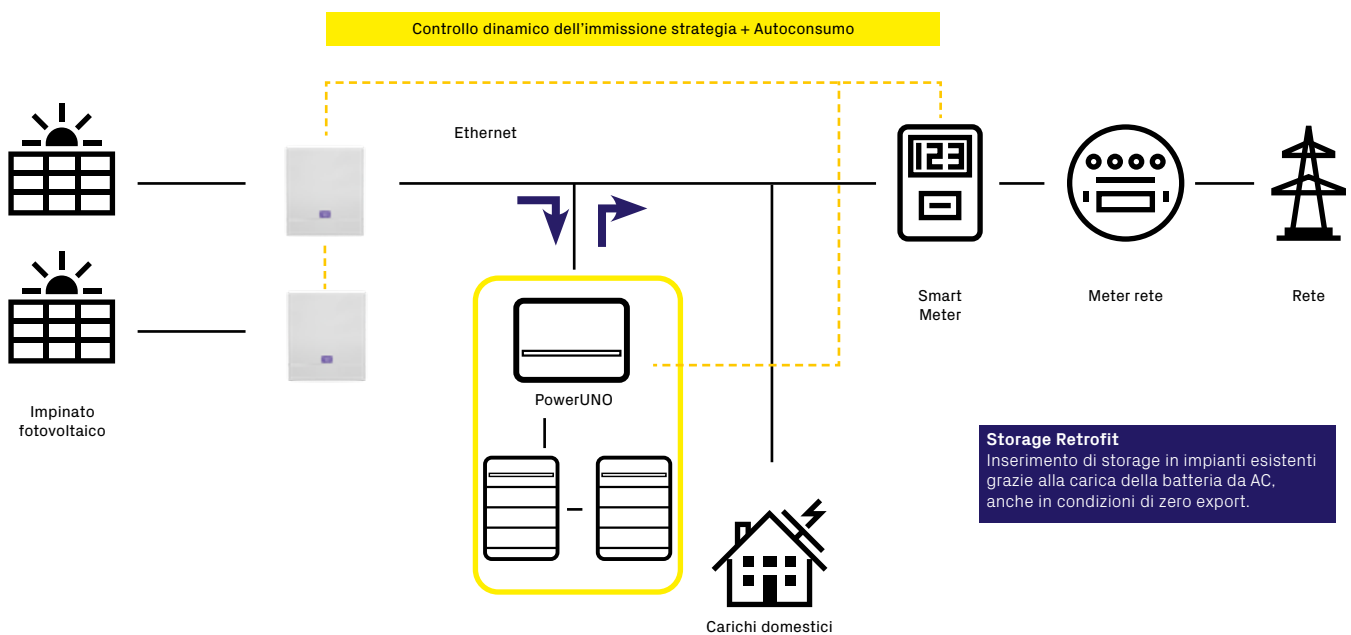 Controllo dinamico dell'immissione strategia + Autoconsumo
Ethernet
123
Smart
Meter
Meter rete
Rete
PowerUNO
Impinato
fotovoltaico
Storage Retrofit
Inserimento di storage in impianti esistenti
grazie alla carica della batteria da AC,
anche in condizioni di zero export.
Carichi domestici